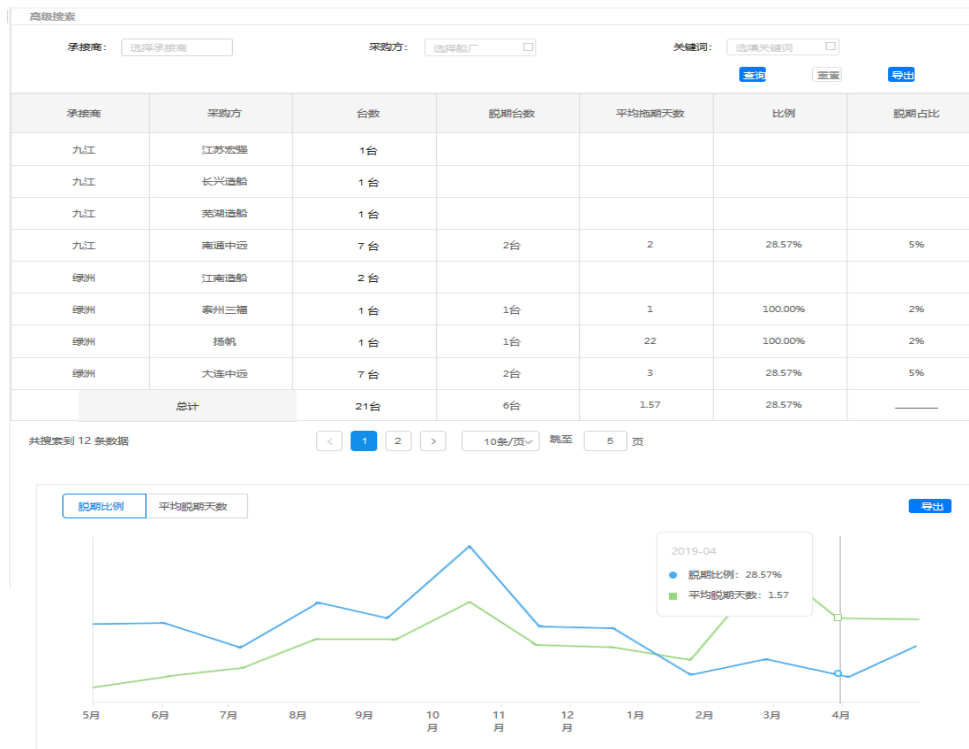 高级搜索
承接商: 选择承接商 采购方: 选择船厂 关键词: 选填关键词
查询 重置 导出
承接商 采购方 台数 脱期台数 平均拖期天数 比例 脱期占比
九江 江苏宏强 1台
九江 长兴造船 1台
九江 芜湖造船 1台
九江 南通中远 7台 2台 2 28.57% 5%
绿洲 江南造船 2台
绿洲 泰州三福 1台 1台 1 100.00% 2%
绿洲 扬帆 1台 1台 22 100.00% 2%
绿洲 大连中远 7台 2台 3 28.57% 5%
总计 21台 6台 1.57 28.57%
共搜索到 12 条数据 < 1 2 > 10条/页 跳至 5 页
脱期比例 平均脱期天数 导出
2019-04
脱期比例: 28.57%
平均脱期天数: 1.57
5月 6月 7月 8月 9月 10月 11月 12月 1月 2月 3月 4月